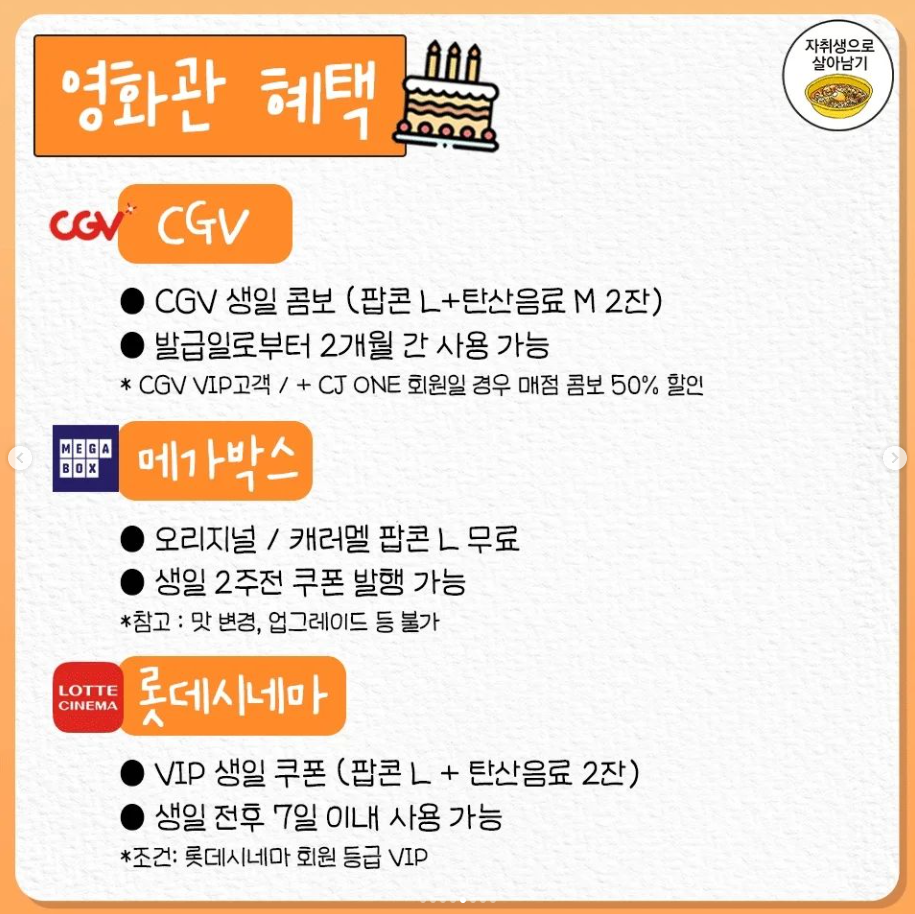 자취생으로
살아남기
영화관 혜택
CGV
CGV
● CGV 생일 콤보 (팝콘 L+탄산음료 M 2잔)
● 발급일로부터 2개월 간 사용 가능
* CGV VIP고객 / + CJ ONE 회원일 경우 매점 콤보 50% 할인
MEGA
BOX
메가박스
● 오리지널 / 캐러멜 팝콘 L 무료
● 생일 2주전 쿠폰 발행 가능
*참고 : 맛 변경, 업그레이드 등 불가
LOTTE
CINEMA
롯데시네마
● VIP 생일 쿠폰 (팝콘 L + 탄산음료 2잔)
● 생일 전후 7일 이내 사용 가능
*조건: 롯데시네마 회원 등급 VIP